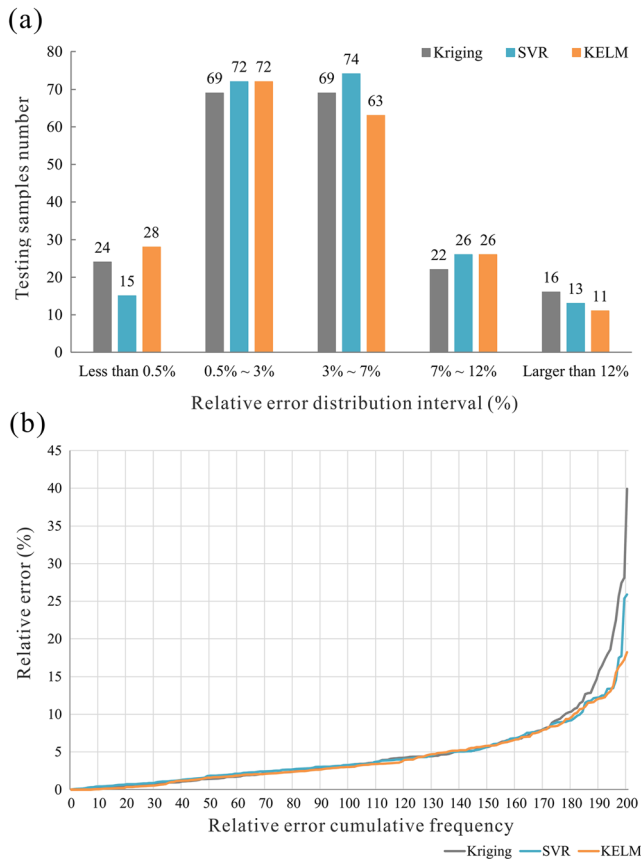 (a)
Kriging SVR KELM
80
70
60
50
40
30
20
10
0
Testing samples number
24 15 28
69 72 72
69 74 63
22 26 26
16 13 11
Less than 0.5% 0.5% ~ 3% 3% ~ 7% 7% ~ 12% Larger than 12%
Relative error distribution interval (%)
(b)
45
40
35
30
25
20
15
10
5
0
Relative error (%)
0 10 20 30 40 50 60 70 80 90 100 110 120 130 140 150 160 170 180 190 200
Relative error cumulative frequency
Kriging SVR KELM